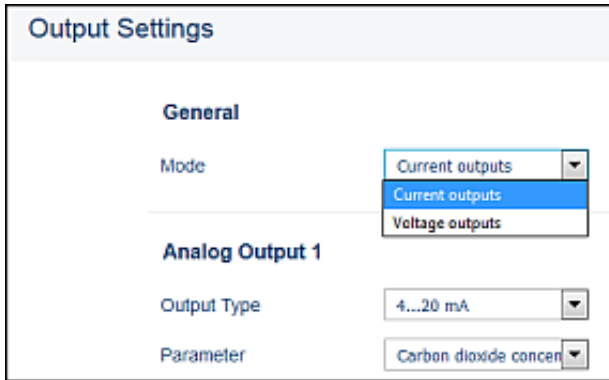 Output Settings
General
Mode Current outputs
Current outputs
Voltage outputs
Analog Output 1
Output Type 4...20 mA
Parameter Carbon dioxide concen